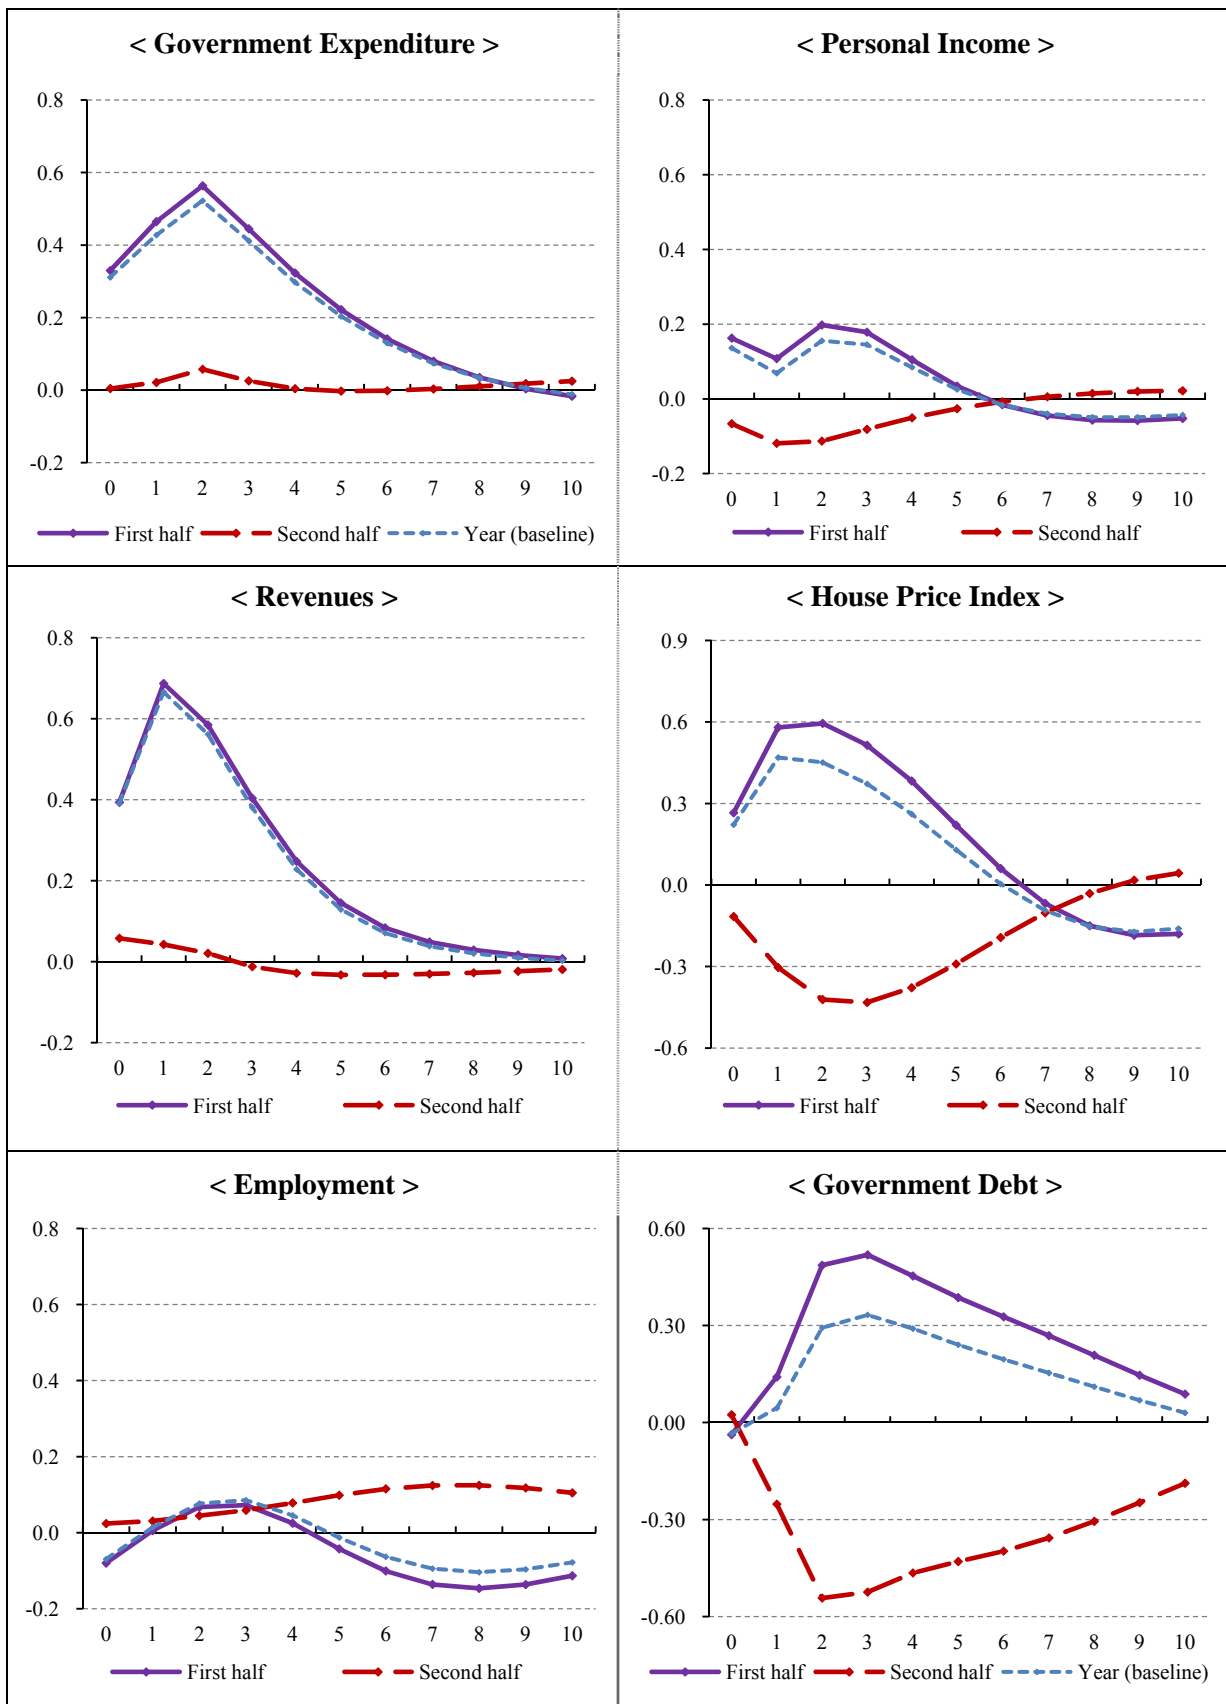 < Government Expenditure >
0.8
0.6
0.4
0.2
0.0
-0.2
0 1 2 3 4 5 6 7 8 9 10
First half Second half Year (baseline)
< Personal Income >
0.8
0.6
0.4
0.2
0.0
-0.2
0 1 2 3 4 5 6 7 8 9 10
First half Second half
< Revenues >
0.8
0.6
0.4
0.2
0.0
-0.2
0 1 2 3 4 5 6 7 8 9 10
First half Second half
< House Price Index >
0.9
0.6
0.3
0.0
-0.3
-0.6
0 1 2 3 4 5 6 7 8 9 10
First half Second half
< Employment >
0.8
0.6
0.4
0.2
0.0
-0.2
0 1 2 3 4 5 6 7 8 9 10
First half Second half
< Government Debt >
0.60
0.30
0.00
-0.30
-0.60
0 1 2 3 4 5 6 7 8 9 10
First half Second half Year (baseline)